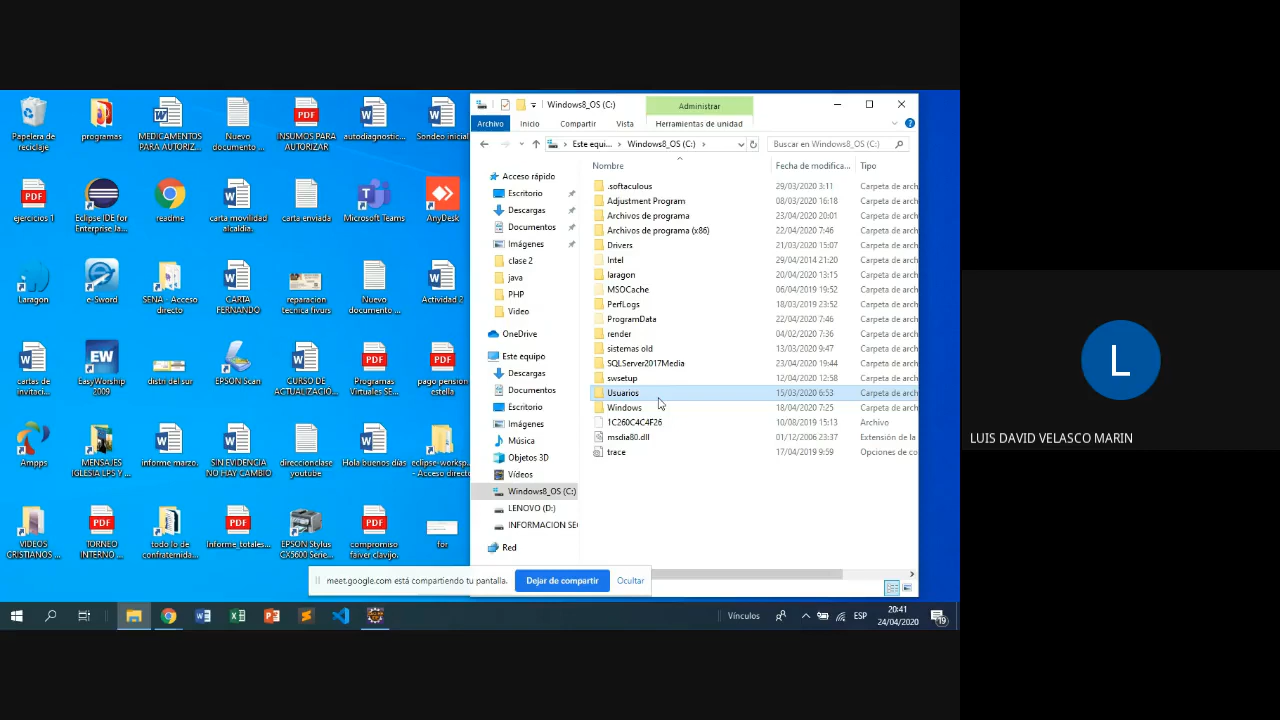 Papelera de
reciclaje
programas
MEDICAMENTOS
PARA AUTORIZ...
Nuevo
documento ...
INSUMOS PARA
AUTORIZAR
autodiagnostic...
Sondeo inicial
ejercicios 1
Eclipse IDE for
Enterprise Ja...
readme
carta movilidad
alcaldia.
carta enviada
Microsoft Teams
AnyDesk
Laragon
e-Sword
SENA - Acceso
directo
CARTA
FERNANDO
reparacion
tecnica fivurs
Nuevo
documento ...
Actividad 2
cartas de
invitaci...
EasyWorship
2009
distri del sur
EPSON Scan
CURSO DE
ACTUALIZACIO...
Programas
Virtuales
pago pension
estella
Ampps
MENSAJES
IGLESIA LPS Y ...
informe marzo.
SIN EVIDENCIA
NO HAY CAMBIO
direccionclase
youtube
Hola buenos dias
eclipse-worksp...
- Acceso directo
VIDEOS
CRISTIANOS ...
TORNEO
INTERNO ...
todo lo de
confratemida...
Informe_totales...
EPSON Stylus
CX5600 Serie...
compromiso
faiver clavijo.
for
Windows8_OS (C:)
Administrar
Archivo
Inicio
Compartir
Vista
Herramientas de unidad
Este equi...
Windows8_OS (C:)
Buscar en Windows8_OS (C:)
Nombre
Fecha de modifica...
Tipo
Acceso rápido
Escritorio
Descargas
Documentos
Imágenes
clase 2
java
PHP
Video
OneDrive
Este equipo
Descargas
Documentos
Escritorio
Imágenes
Música
Objetos 3D
Vídeos
Windows8_OS (C:)
LENOVO (D:)
INFORMACION SEG
Red
.softaculous 29/03/2020 3:11 Carpeta de arch
Adjustment Program 08/03/2020 16:18 Carpeta de arch
Archivos de programa 23/04/2020 20:01 Carpeta de arch
Archivos de programa (x86) 22/04/2020 7:46 Carpeta de arch
Drivers 21/03/2020 15:07 Carpeta de arch
Intel 29/04/2014 21:20 Carpeta de arch
laragon 20/04/2020 13:15 Carpeta de arch
MSOCache 06/04/2019 19:52 Carpeta de arch
PerfLogs 18/03/2019 23:52 Carpeta de arch
ProgramData 22/04/2020 7:46 Carpeta de arch
render 04/02/2020 7:36 Carpeta de arch
sistemas old 13/03/2020 9:47 Carpeta de arch
SQLServer2017Media 23/04/2020 19:44 Carpeta de arch
swsetup 12/04/2020 12:58 Carpeta de arch
Usuarios 15/03/2020 6:53 Carpeta de arch
Windows 18/04/2020 7:25 Carpeta de arch
1C260C4C4F26 10/08/2019 15:13 Archivo
msdia80.dll 01/12/2006 23:37 Extensión de la
trace 17/04/2019 9:59 Opciones de co
meet.google.com está compartiendo tu pantalla.
Dejar de compartir
Ocultar
Vínculos
ESP
20:41
24/04/2020
19
L
LUIS DAVID VELASCO MARIN